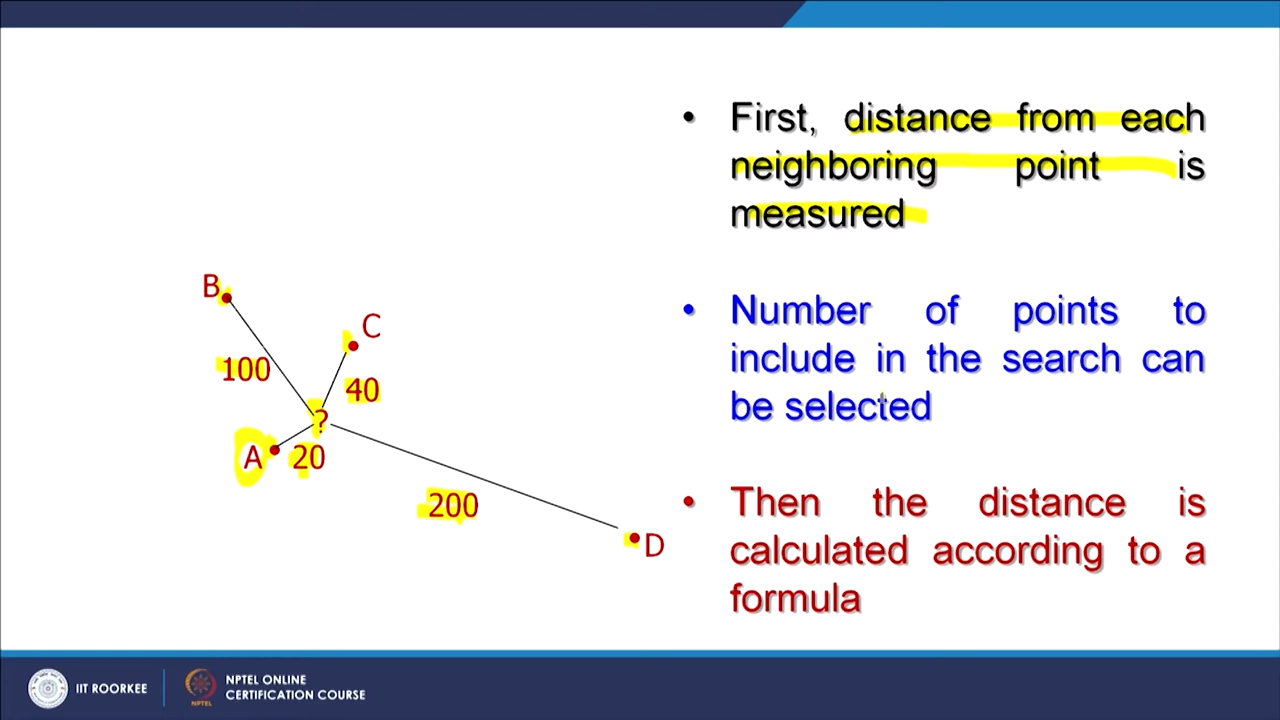 • First, distance from each
neighboring point is
measured
• Number of points to
include in the search can
be selected
• Then the distance is
calculated according to a
formula
B
C
100
40
?
A
20
200
D
IIT ROORKEE
NPTEL
NPTEL ONLINE
CERTIFICATION COURSE